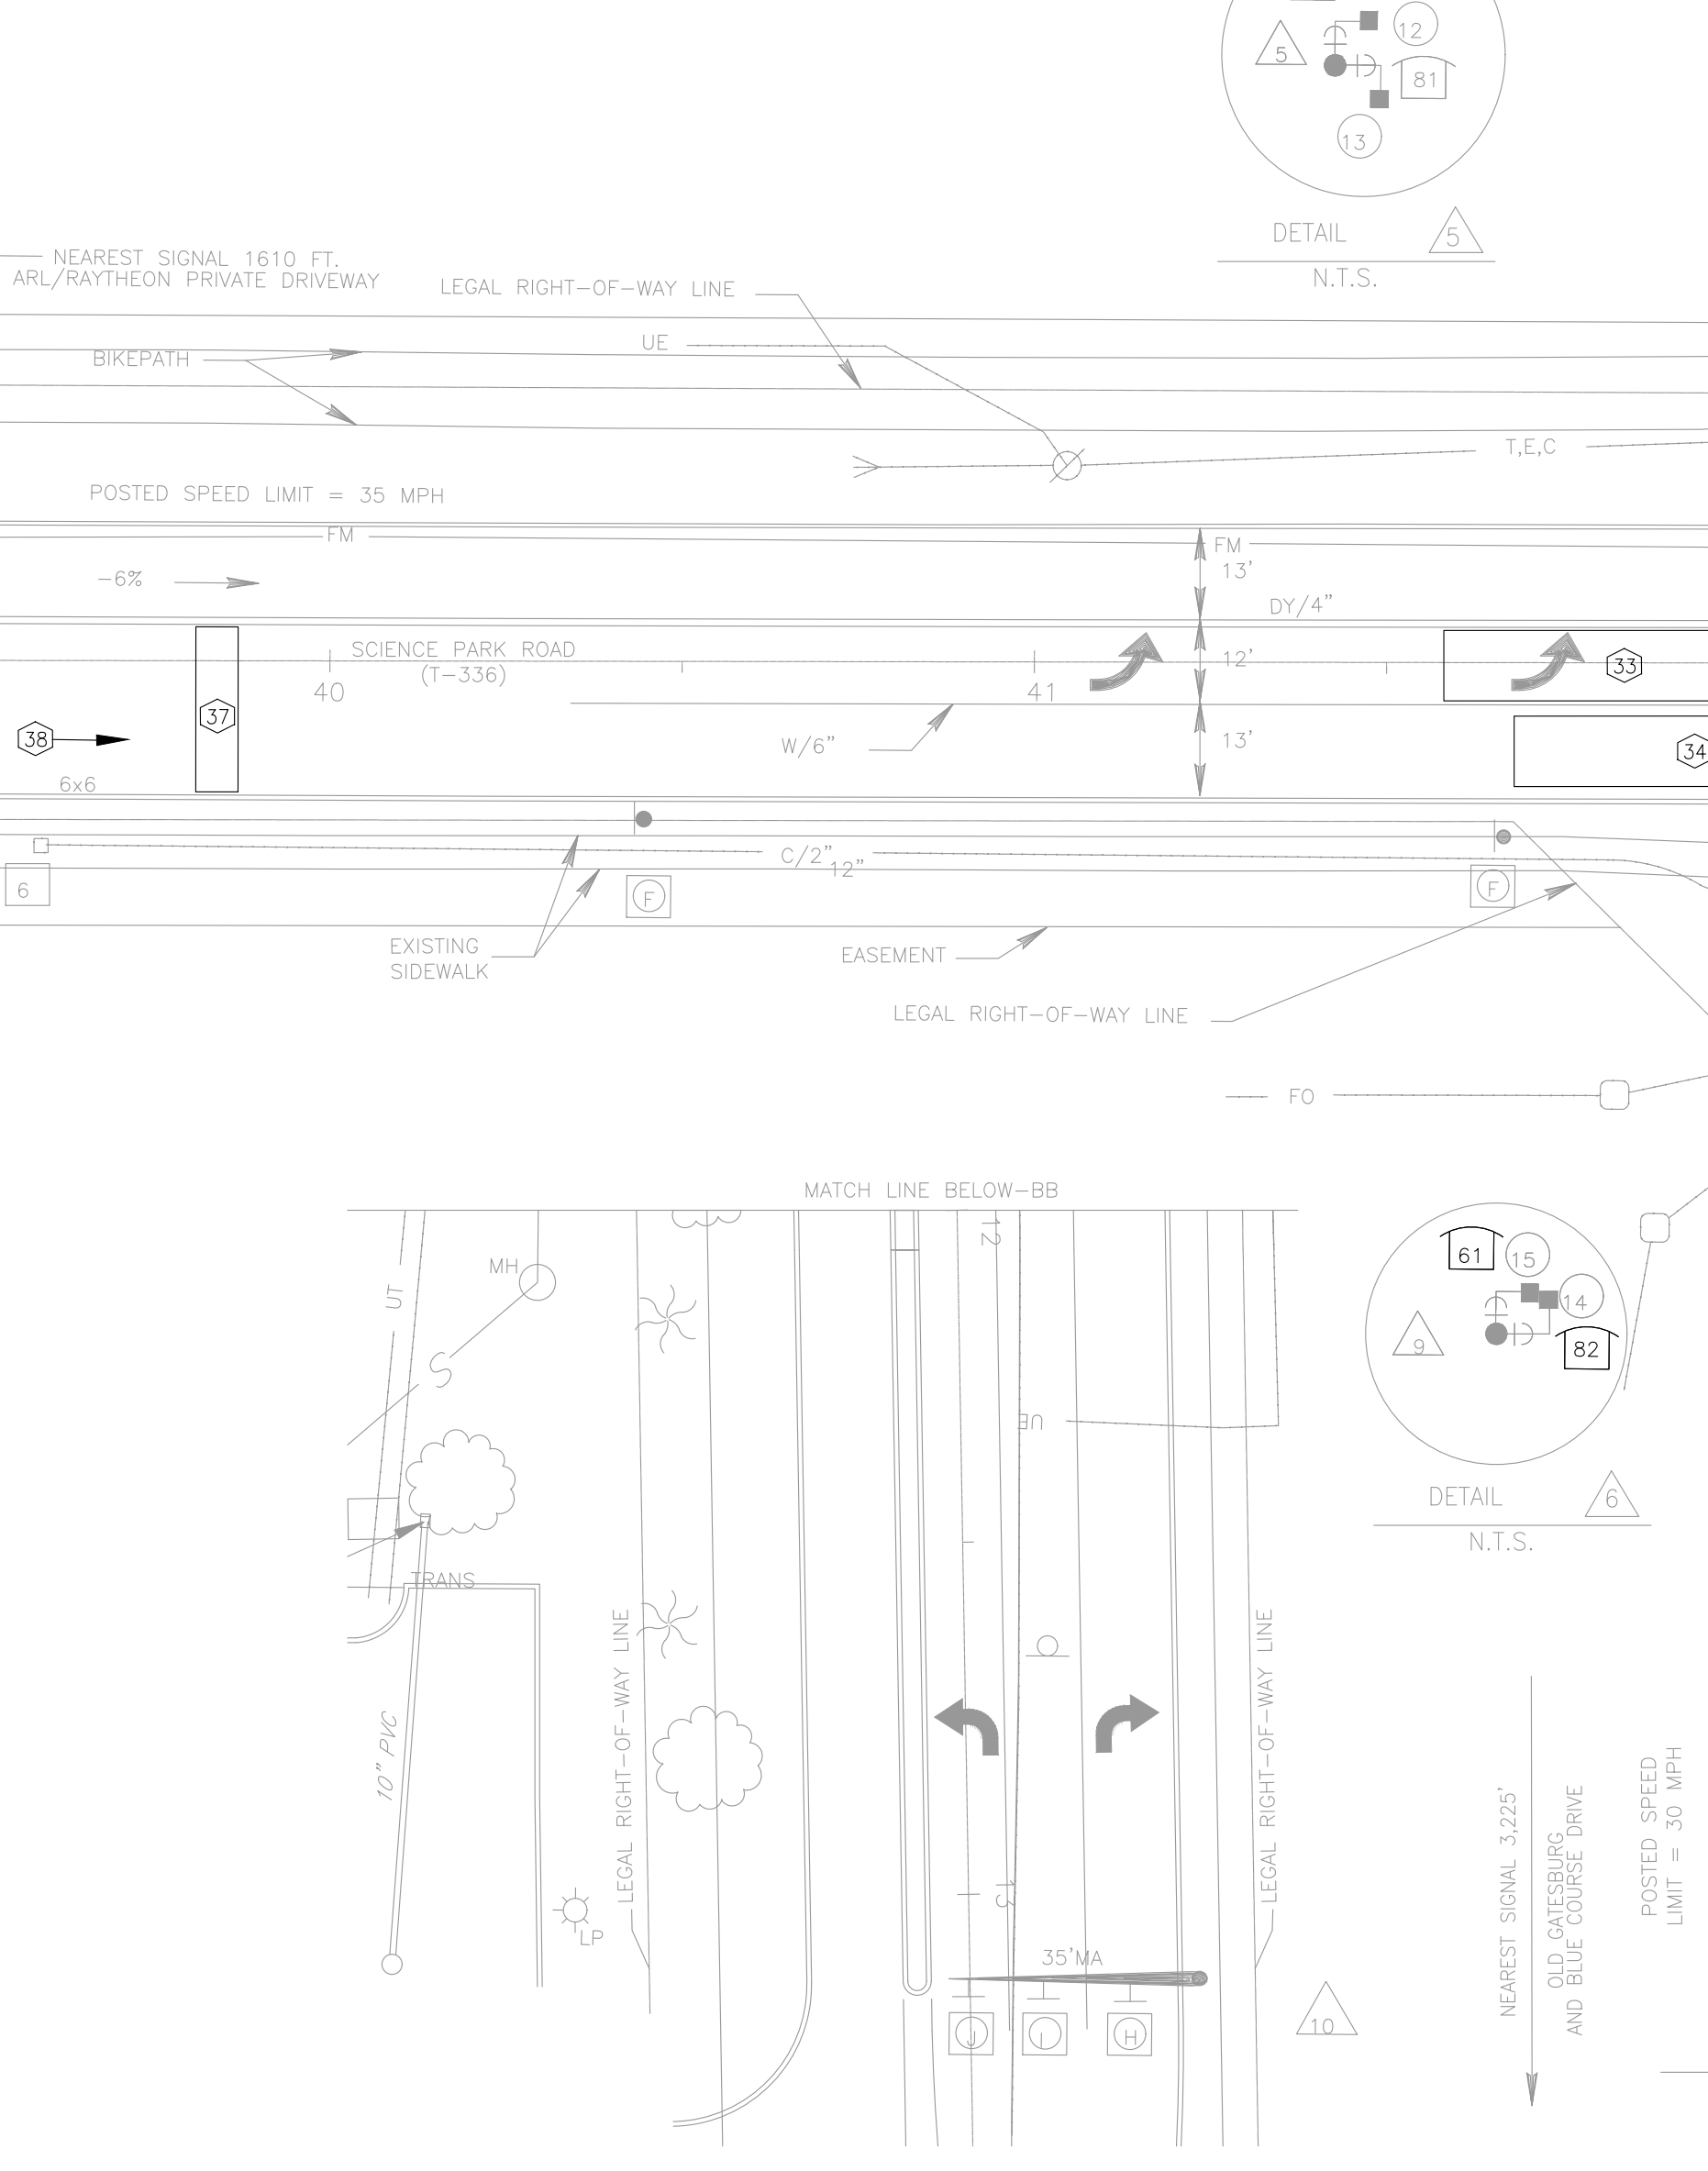 12
5
81
13
DETAIL 5
N.T.S.
NEAREST SIGNAL 1610 FT.
ARL/RAYTHEON PRIVATE DRIVEWAY
LEGAL RIGHT-OF-WAY LINE
UE
BIKEPATH
T,E,C
POSTED SPEED LIMIT = 35 MPH
FM
FM
13'
-6%
DY/4"
SCIENCE PARK ROAD
(T-336)
12'
33
40
41
37
38
W/6"
13'
34
6x6
C/2"
12"
6
F
F
EXISTING
SIDEWALK
EASEMENT
LEGAL RIGHT-OF-WAY LINE
FO
MATCH LINE BELOW-BB
12
MH
UT
S
UE
61
15
14
9
82
DETAIL 6
N.T.S.
TRANS
LEGAL RIGHT-OF-WAY LINE
LEGAL RIGHT-OF-WAY LINE
10" PVC
13
LP
35'MA
J
I
H
10
NEAREST SIGNAL 3,225'
OLD GATESBURG
AND BLUE COURSE DRIVE
POSTED SPEED
LIMIT = 30 MPH